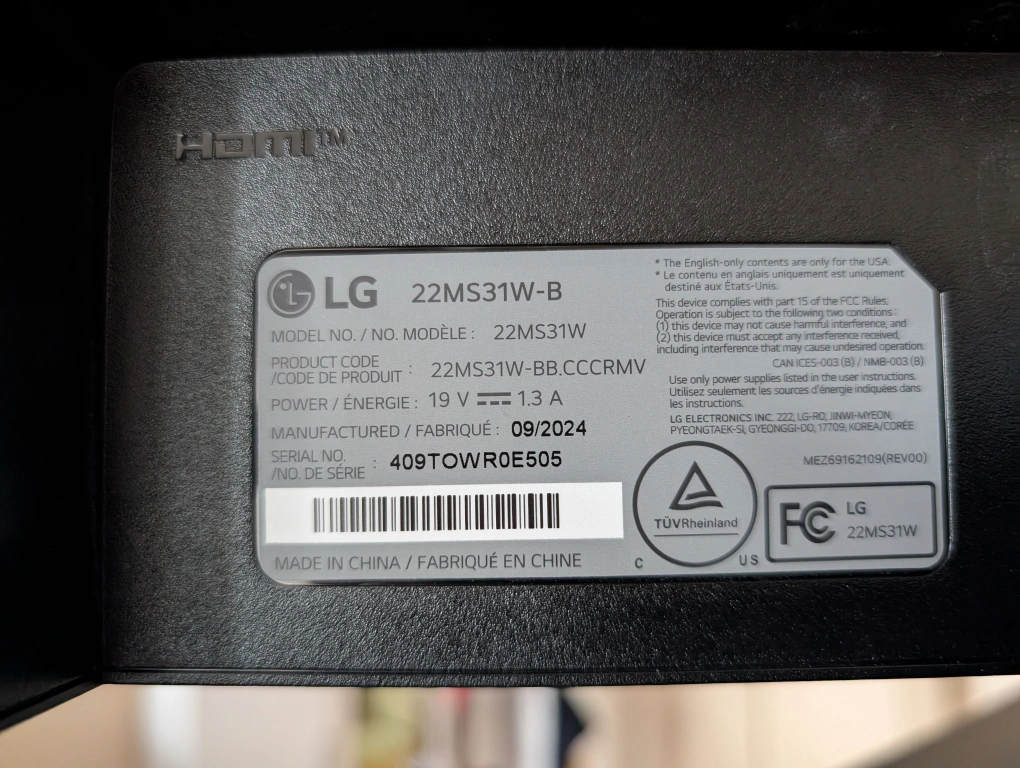 HDMI™
LG 22MS31W-B
MODEL NO. / NO. MODÈLE : 22MS31W
PRODUCT CODE
/CODE DE PRODUIT : 22MS31W-BB.CCCRMV
POWER / ÉNERGIE : 19 V 1.3 A
MANUFACTURED / FABRIQUÉ : 09/2024
SERIAL NO.
/NO. DE SÉRIE : 409TOWR0E505
MADE IN CHINA / FABRIQUÉ EN CHINE
* The English-only contents are only for the USA.
* Le contenu en anglais uniquement est uniquement
destiné aux États-Unis.
This device complies with part 15 of the FCC Rules.
Operation is subject to the following two conditions :
(1) this device may not cause harmful interference, and
(2) this device must accept any interference received,
including interference that may cause undesired operation.
CAN ICES-003 (B) / NMB-003 (B)
Use only power supplies listed in the user instructions.
Utilisez seulement les sources d'énergie indiquées dans
les instructions.
LG ELECTRONICS INC. 222, LG-RO, JINWI-MYEON,
PYEONGTAEK-SI, GYEONGGI-DO, 17709, KOREA/CORÉE
MEZ69162109(REV00)
TÜVRheinland
C US
FC LG
22MS31W